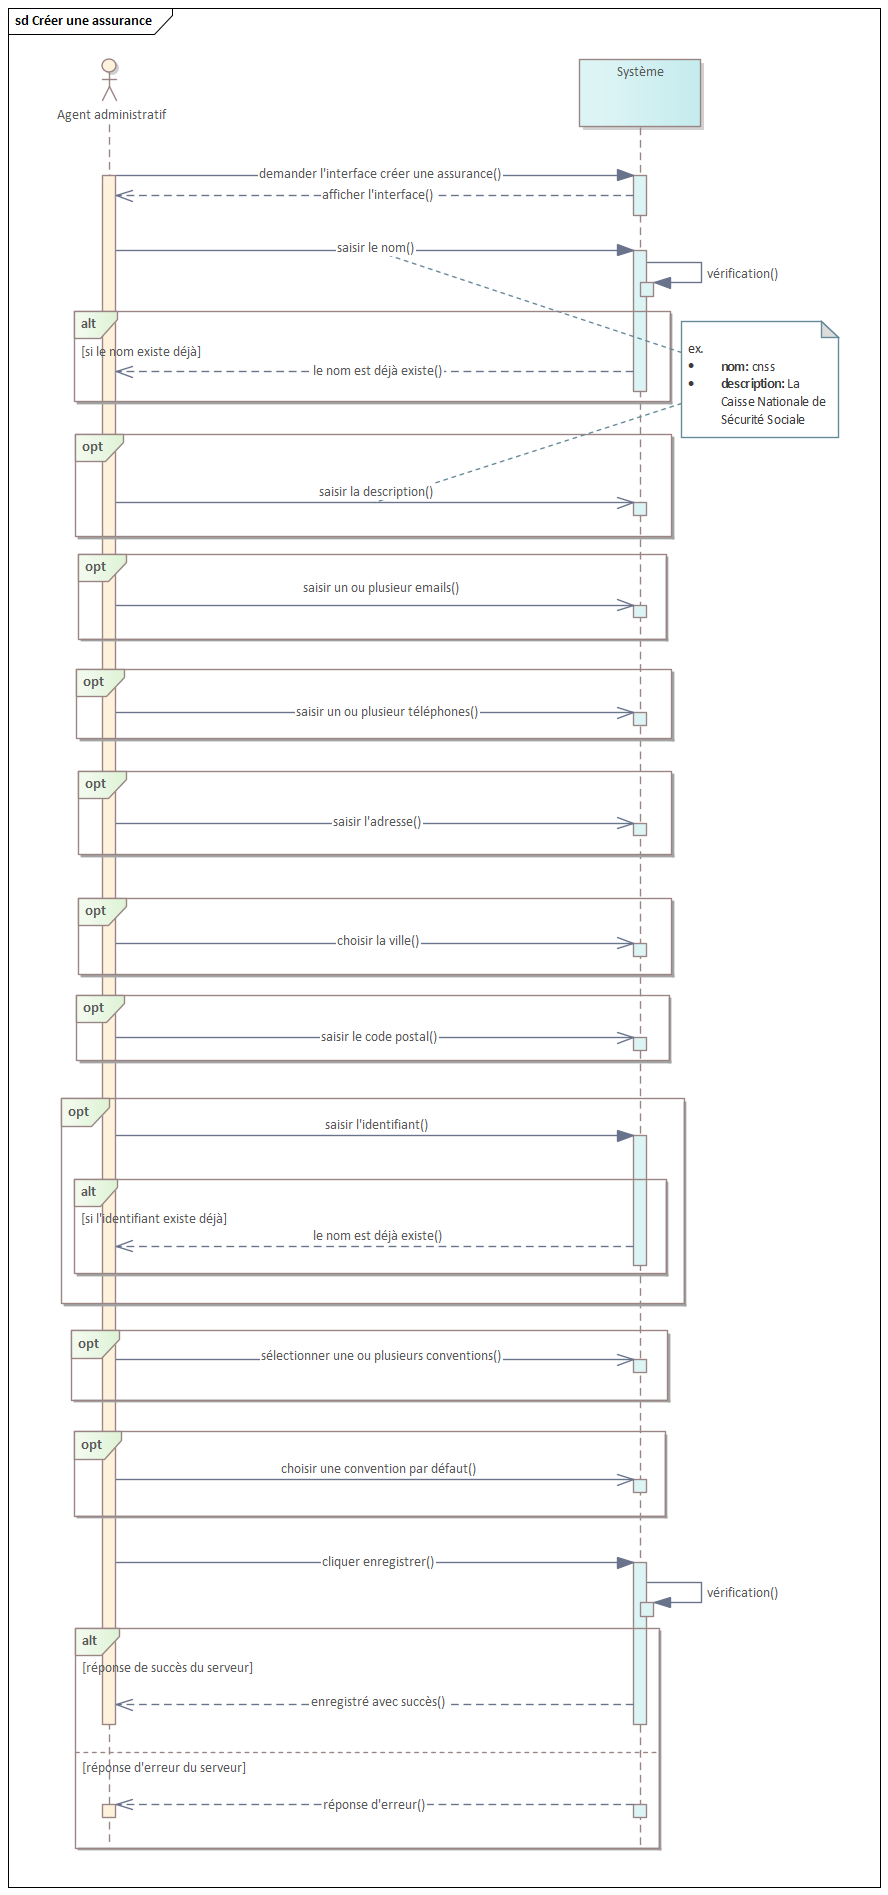 sd Créer une assurance
Agent administratif
Système
demander l'interface créer une assurance()
afficher l'interface()
saisir le nom()
vérification()
alt
[si le nom existe déjà]
le nom est déjà existe()
ex.
• nom: cnss
• description: La
Caisse Nationale de
Sécurité Sociale
opt
saisir la description()
opt
saisir un ou plusieur emails()
opt
saisir un ou plusieur téléphones()
opt
saisir l'adresse()
opt
choisir la ville()
opt
saisir le code postal()
opt
saisir l'identifiant()
alt
[si l'identifiant existe déjà]
le nom est déjà existe()
opt
sélectionner une ou plusieurs conventions()
opt
choisir une convention par défaut()
cliquer enregistrer()
vérification()
alt
[réponse de succès du serveur]
enregistré avec succès()
[réponse d'erreur du serveur]
réponse d'erreur()